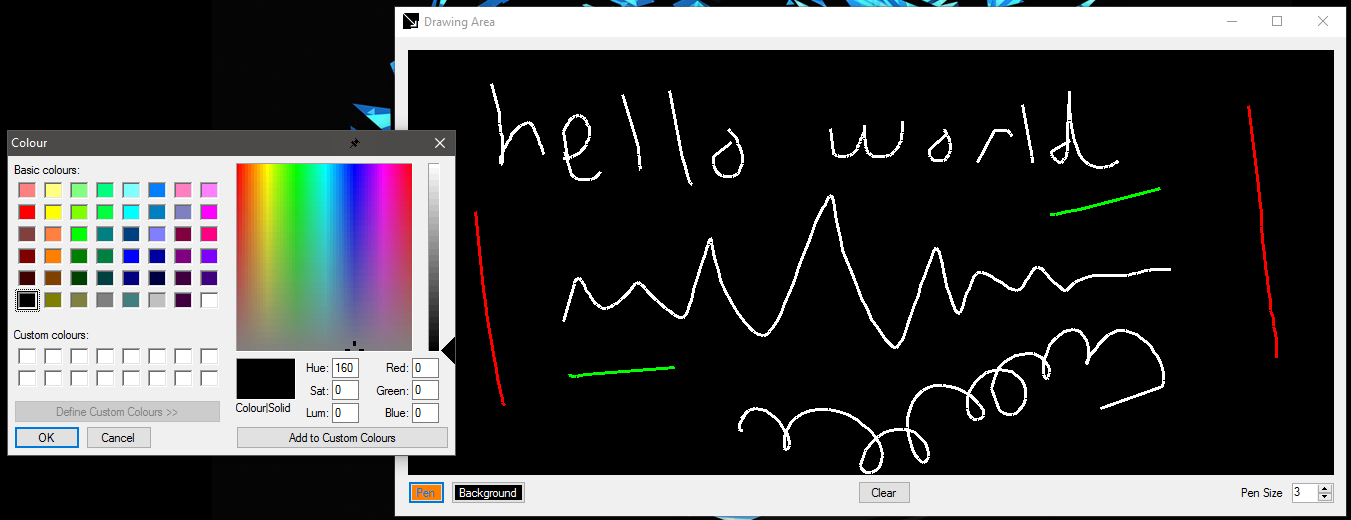 Drawing Area
hello world
Colour
Basic colours:
Custom colours:
Define Custom Colours >>
OK Cancel
Hue: 160 Red: 0
Sat: 0 Green: 0
Colour|Solid Lum: 0 Blue: 0
Add to Custom Colours
Pen Background Clear Pen Size 3